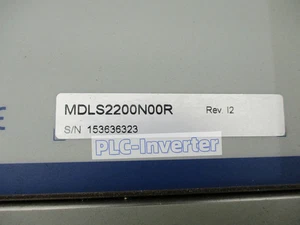 MDLS2200N00R Rev I2
S/N 153636323
PLC-Inverter